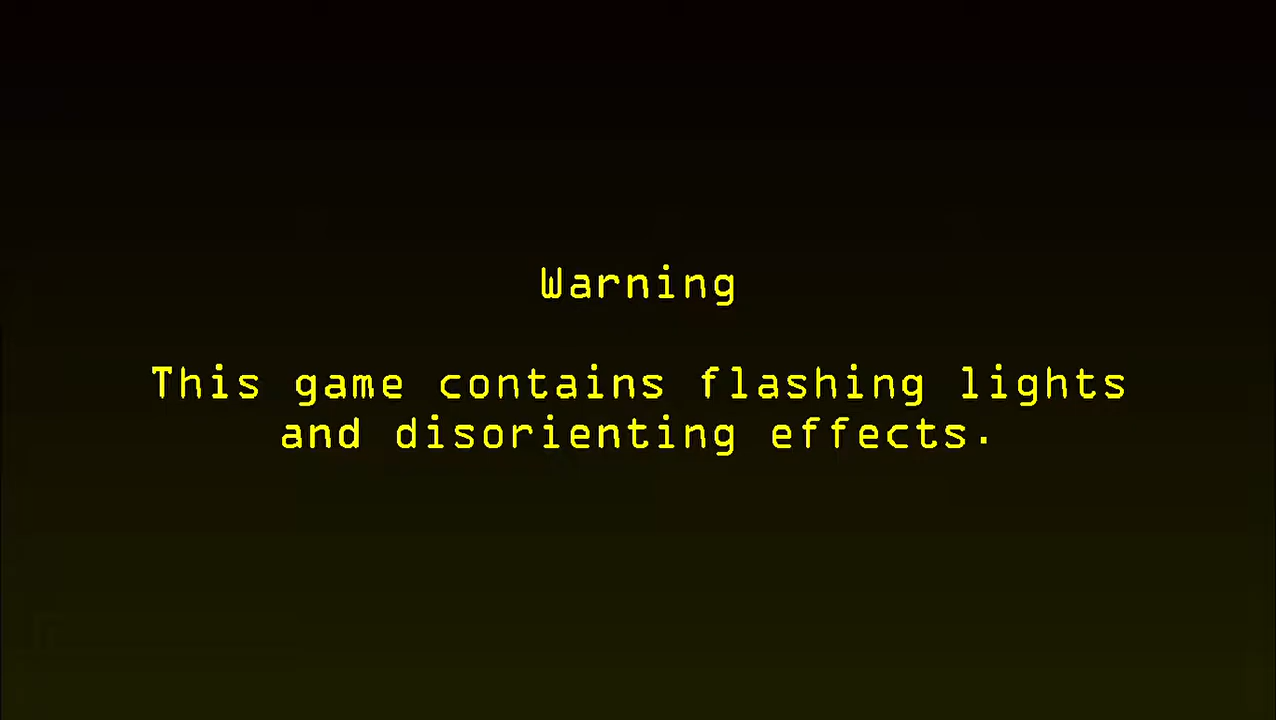 Warning
This game contains flashing lights
and disorienting effects.